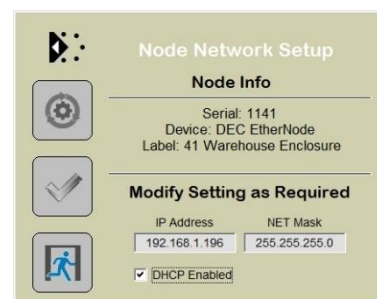 Node Network Setup
Node Info
Serial: 1141
Device: DEC EtherNode
Label: 41 Warehouse Enclosure
Modify Setting as Required
IP Address NET Mask
192.168.1.196 255.255.255.0
DHCP Enabled